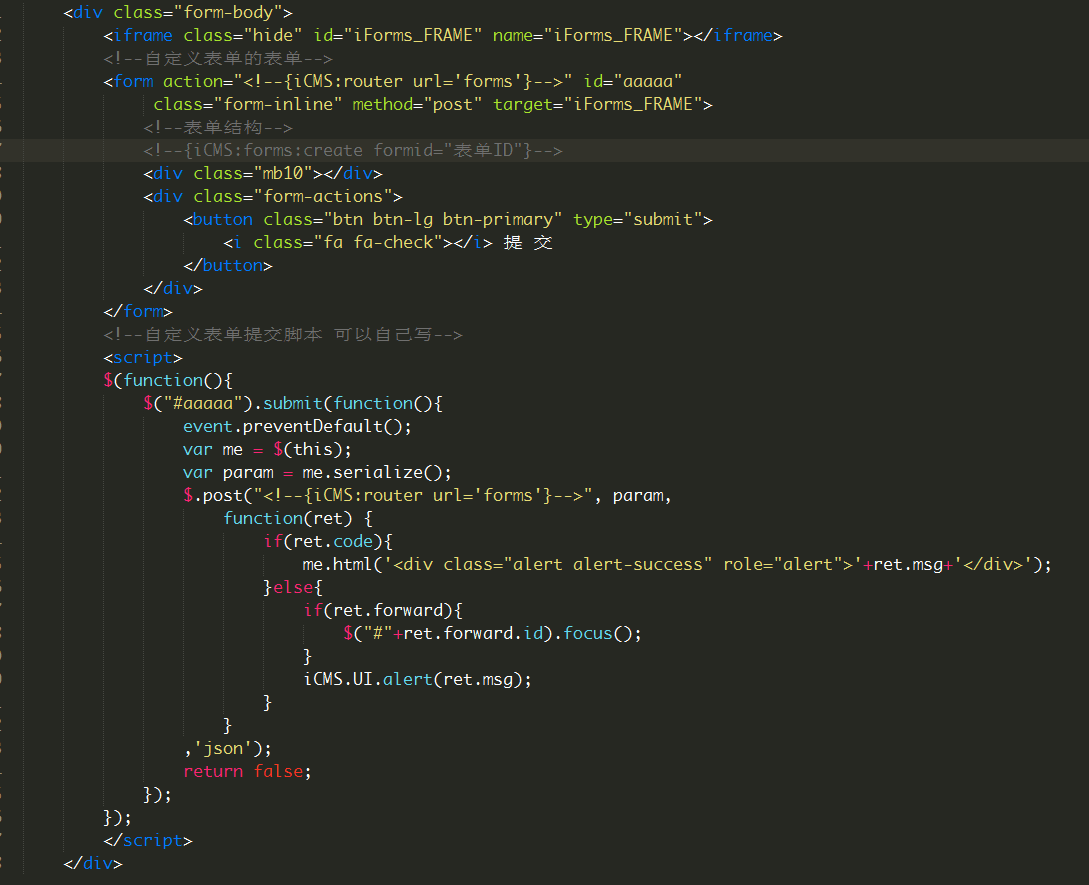 <div class="form-body">
<iframe class="hide" id="iForms_FRAME" name="iForms_FRAME"></iframe>
<!--自定义表单的表单-->
<form action="<!--{iCMS:router url='forms'}-->" id="aaaaa"
class="form-inline" method="post" target="iForms_FRAME">
<!--表单结构-->
<!--{iCMS:forms:create formid="表单ID"}-->
<div class="mb10"></div>
<div class="form-actions">
<button class="btn btn-lg btn-primary" type="submit">
<i class="fa fa-check"></i> 提 交
</button>
</div>
</form>
<!--自定义表单提交脚本 可以自己写-->
<script>
$(function(){
$("#aaaaa").submit(function(){
event.preventDefault();
var me = $(this);
var param = me.serialize();
$.post("<!--{iCMS:router url='forms'}-->", param,
function(ret) {
if(ret.code){
me.html('<div class="alert alert-success" role="alert">'+ret.msg+'</div>');
}else{
if(ret.forward){
$("#"+ret.forward.id).focus();
}
iCMS.UI.alert(ret.msg);
}
}
,'json');
return false;
});
});
</script>
</div>